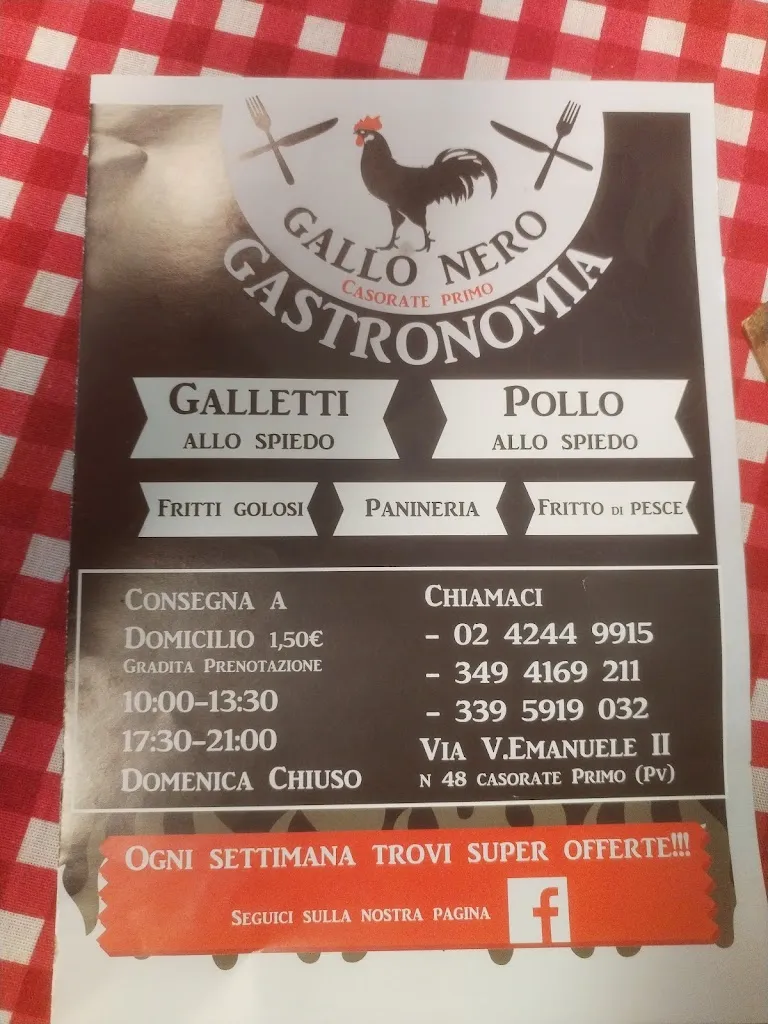 GALLO NERO
CASORATE PRIMO
GASTRONOMIA
GALLETTI
ALLO SPIEDO
POLLO
ALLO SPIEDO
FRITTI GOLOSI
PANINERIA
FRITTO DI PESCE
CONSEGNA A
DOMICILIO 1,50€
GRADITA PRENOTAZIONE
10:00-13:30
17:30-21:00
DOMENICA CHIUSO
CHIAMACI
- 02 4244 9915
- 349 4169 211
- 339 5919 032
VIA V.EMANUELE II
N 48 CASORATE PRIMO (PV)
OGNI SETTIMANA TROVI SUPER OFFERTE!!!
SEGUICI SULLA NOSTRA PAGINA f